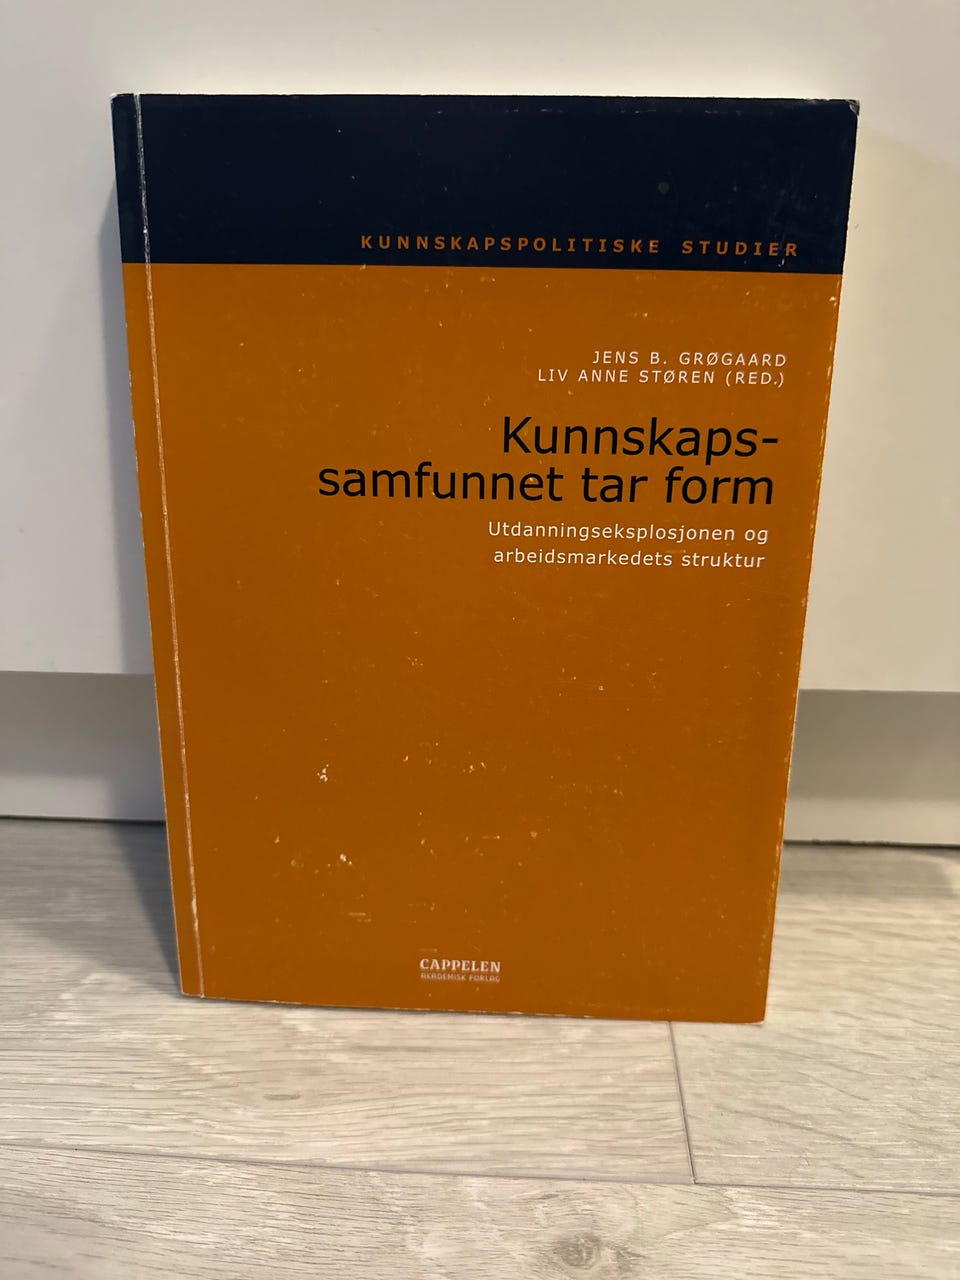 KUNNSKAPSPOLITISKE STUDIER
JENS B. GRØGAARD
LIV ANNE STØREN (RED.)
Kunnskaps-
samfunnet tar form
Utdanningseksplosjonen og
arbeidsmarkedets struktur
CAPPELEN
AKADEMISK FORLAG